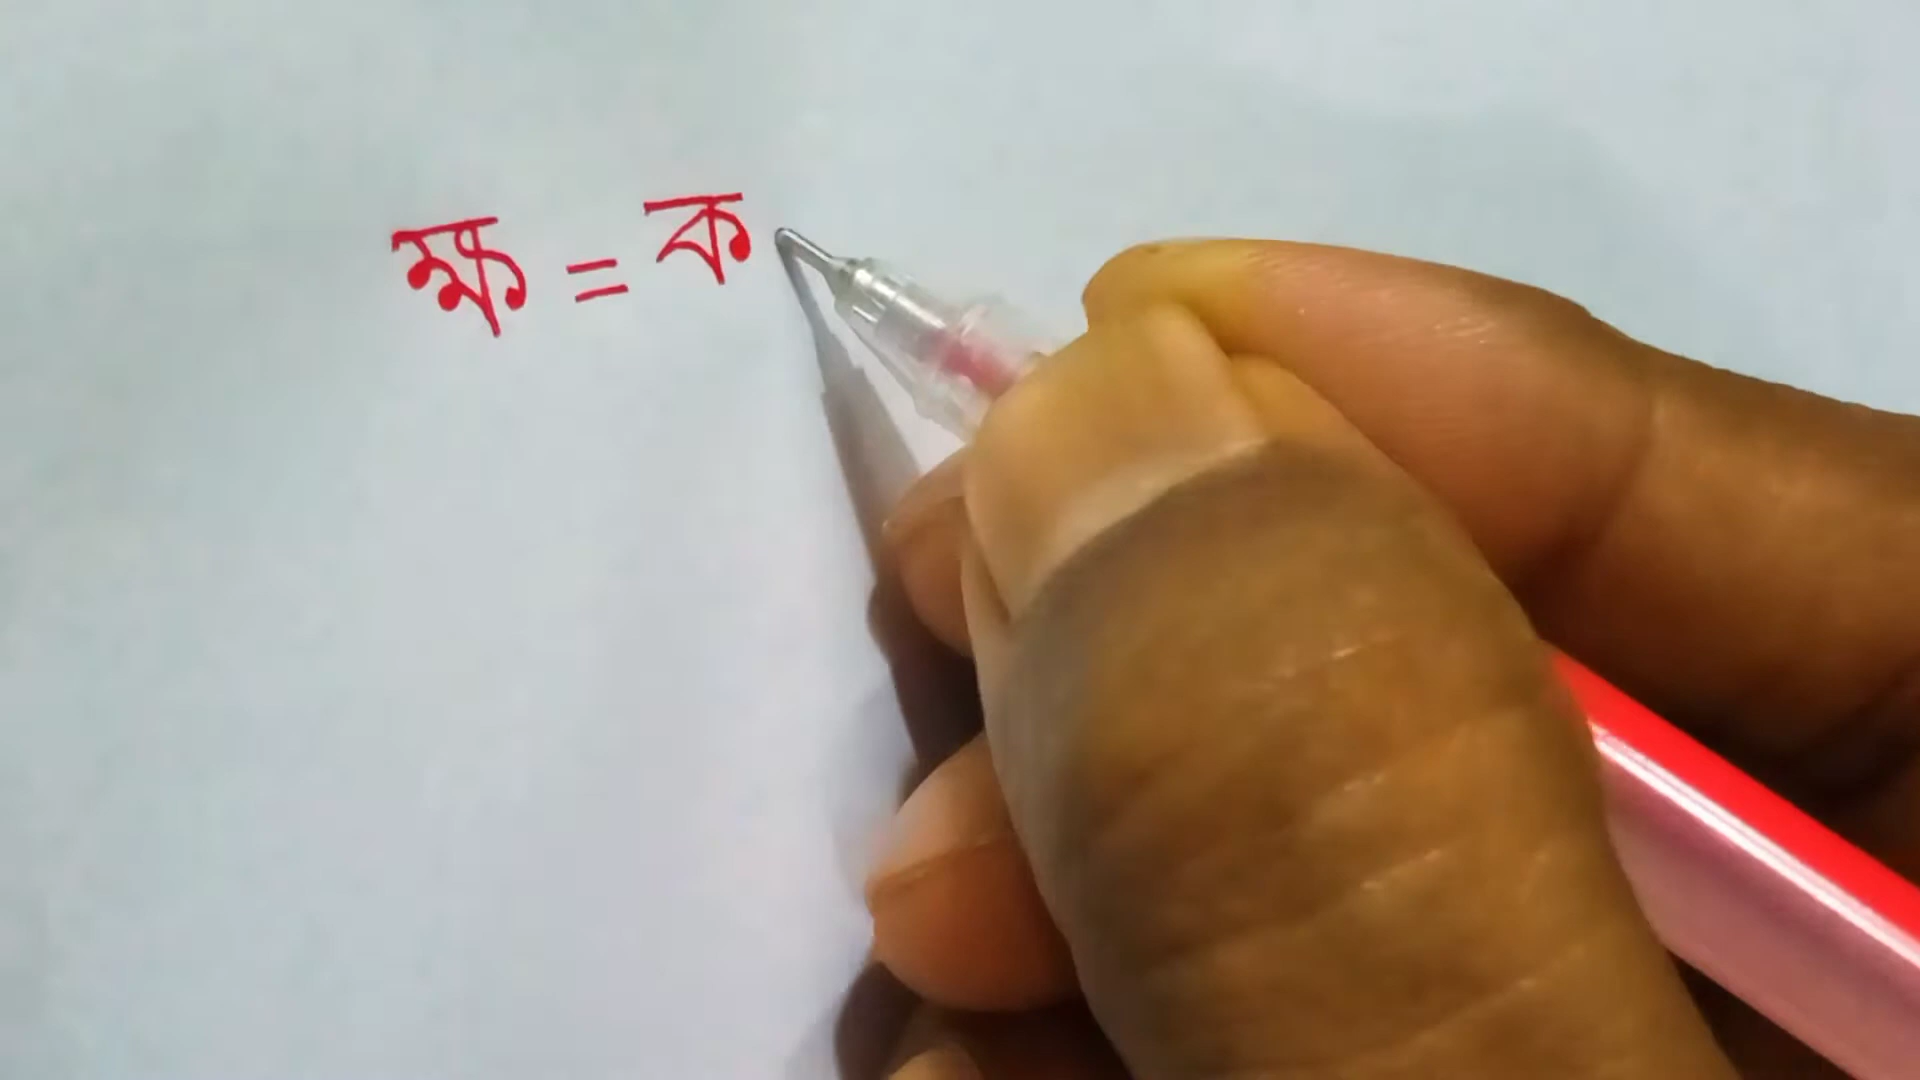 ক্ষ = ক